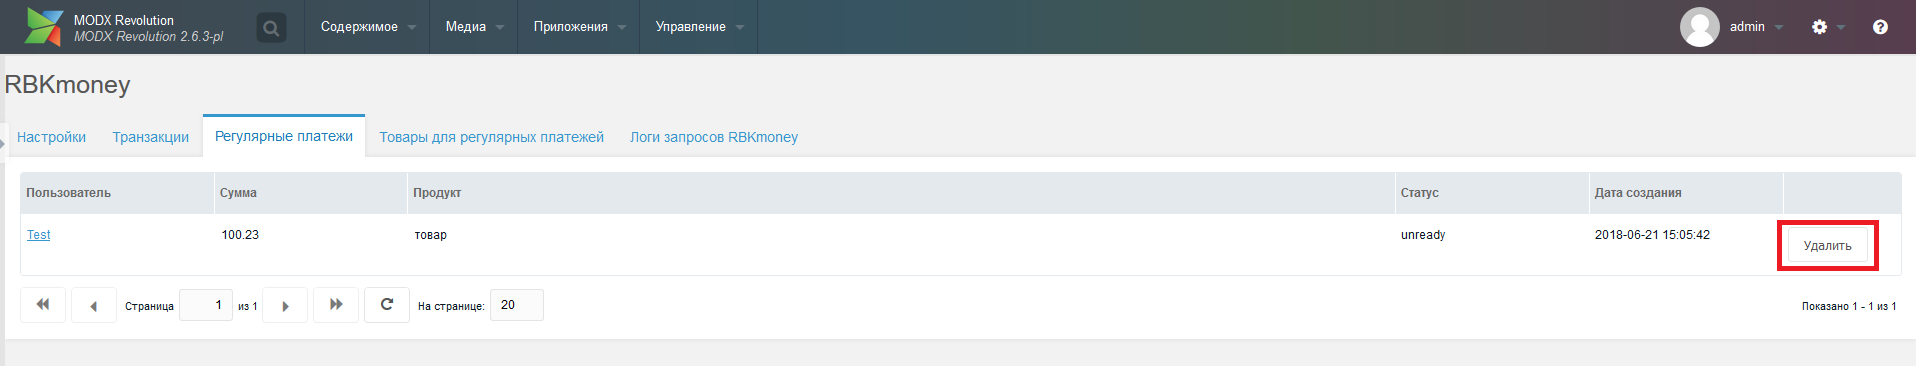 MODX Revolution
MODX Revolution 2.6.3-pl
Содержимое Медиа Приложения Управление admin
RBKmoney
Настройки Транзакции Регулярные платежи Товары для регулярных платежей Логи запросов RBKmoney
Пользователь Сумма Продукт Статус Дата создания
Test 100.23 товар unready 2018-06-21 15:05:42 Удалить
Страница 1 из 1 На странице: 20 Показано 1 - 1 из 1